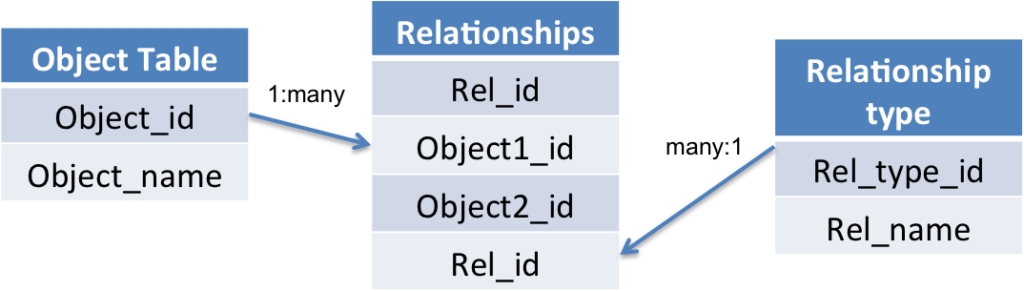 Object Table
Object_id
Object_name
1:many
Relationships
Rel_id
Object1_id
Object2_id
Rel_id
many:1
Relationship
type
Rel_type_id
Rel_name